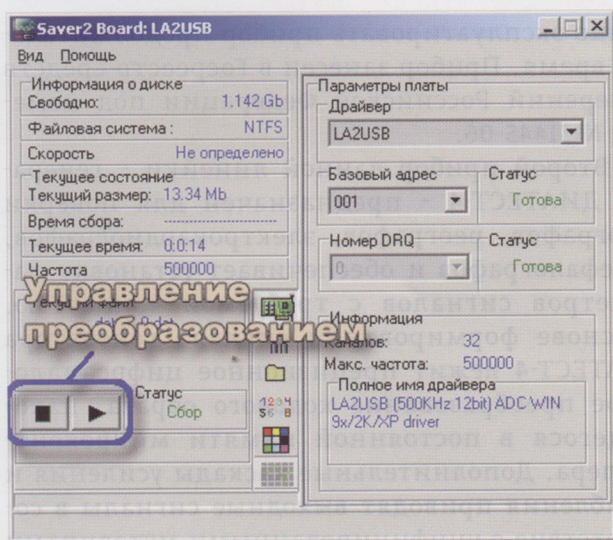 Saver2 Board: LA2USB
Вид Помощь
Информация о диске
Свободно: 1.142 Gb
Файловая система: NTFS
Скорость Не определено
Текущее состояние
Текущий размер: 13.34 Mb
Время сбора: --------------------
Текущее время: 0:0:14
Частота 500000
Управление
преобразованием
Статус
Сбор
Параметры платы
Драйвер
LA2USB
Базовый адрес
001
Статус
Готова
Номер DRQ
0
Статус
Готова
Информация
Каналов: 32
Макс. частота: 500000
Полное имя драйвера
LA2USB (500KHz 12bit) ADC WIN
9x/2K/XP driver